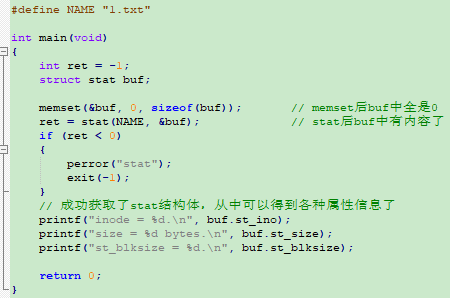 #define NAME "1.txt"
int main(void)
{
int ret = -1;
struct stat buf;
memset(&buf, 0, sizeof(buf)); // memset后buf中全是0
ret = stat(NAME, &buf); // stat后buf中有内容了
if (ret < 0)
{
perror("stat");
exit(-1);
}
// 成功获取了stat结构体，从中可以得到各种属性信息了
printf("inode = %d.\n", buf.st_ino);
printf("size = %d bytes.\n", buf.st_size);
printf("st_blksize = %d.\n", buf.st_blksize);
return 0;
}